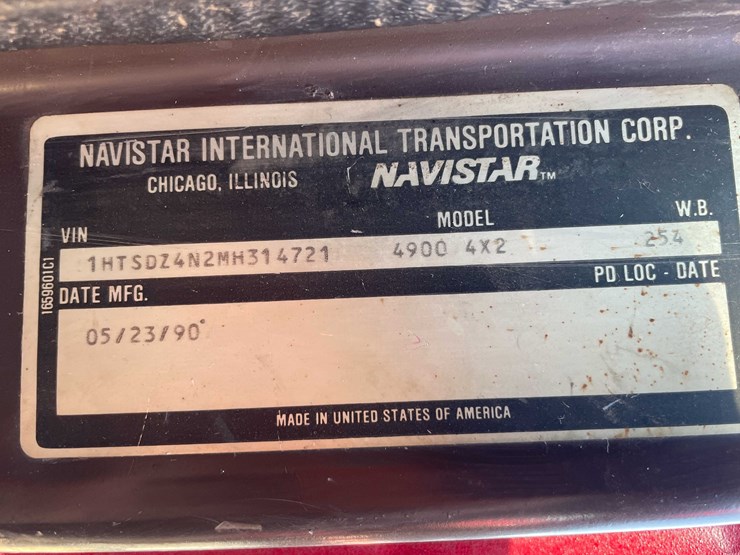 NAVISTAR INTERNATIONAL TRANSPORTATION CORP.
CHICAGO, ILLINOIS NAVISTAR™
VIN MODEL W.B.
1HTSDZ4N2MH314721 4900 4X2 254
DATE MFG. PD LOC - DATE
05/23/90
1659601C1
MADE IN UNITED STATES OF AMERICA